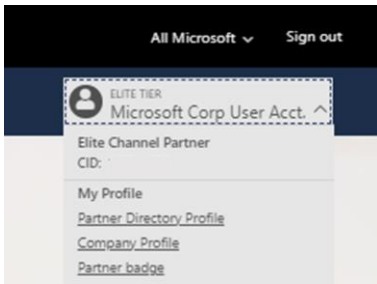 All Microsoft Sign out
ELITE TIER
Microsoft Corp User Acct.
Elite Channel Partner
CID:
My Profile
Partner Directory Profile
Company Profile
Partner badge